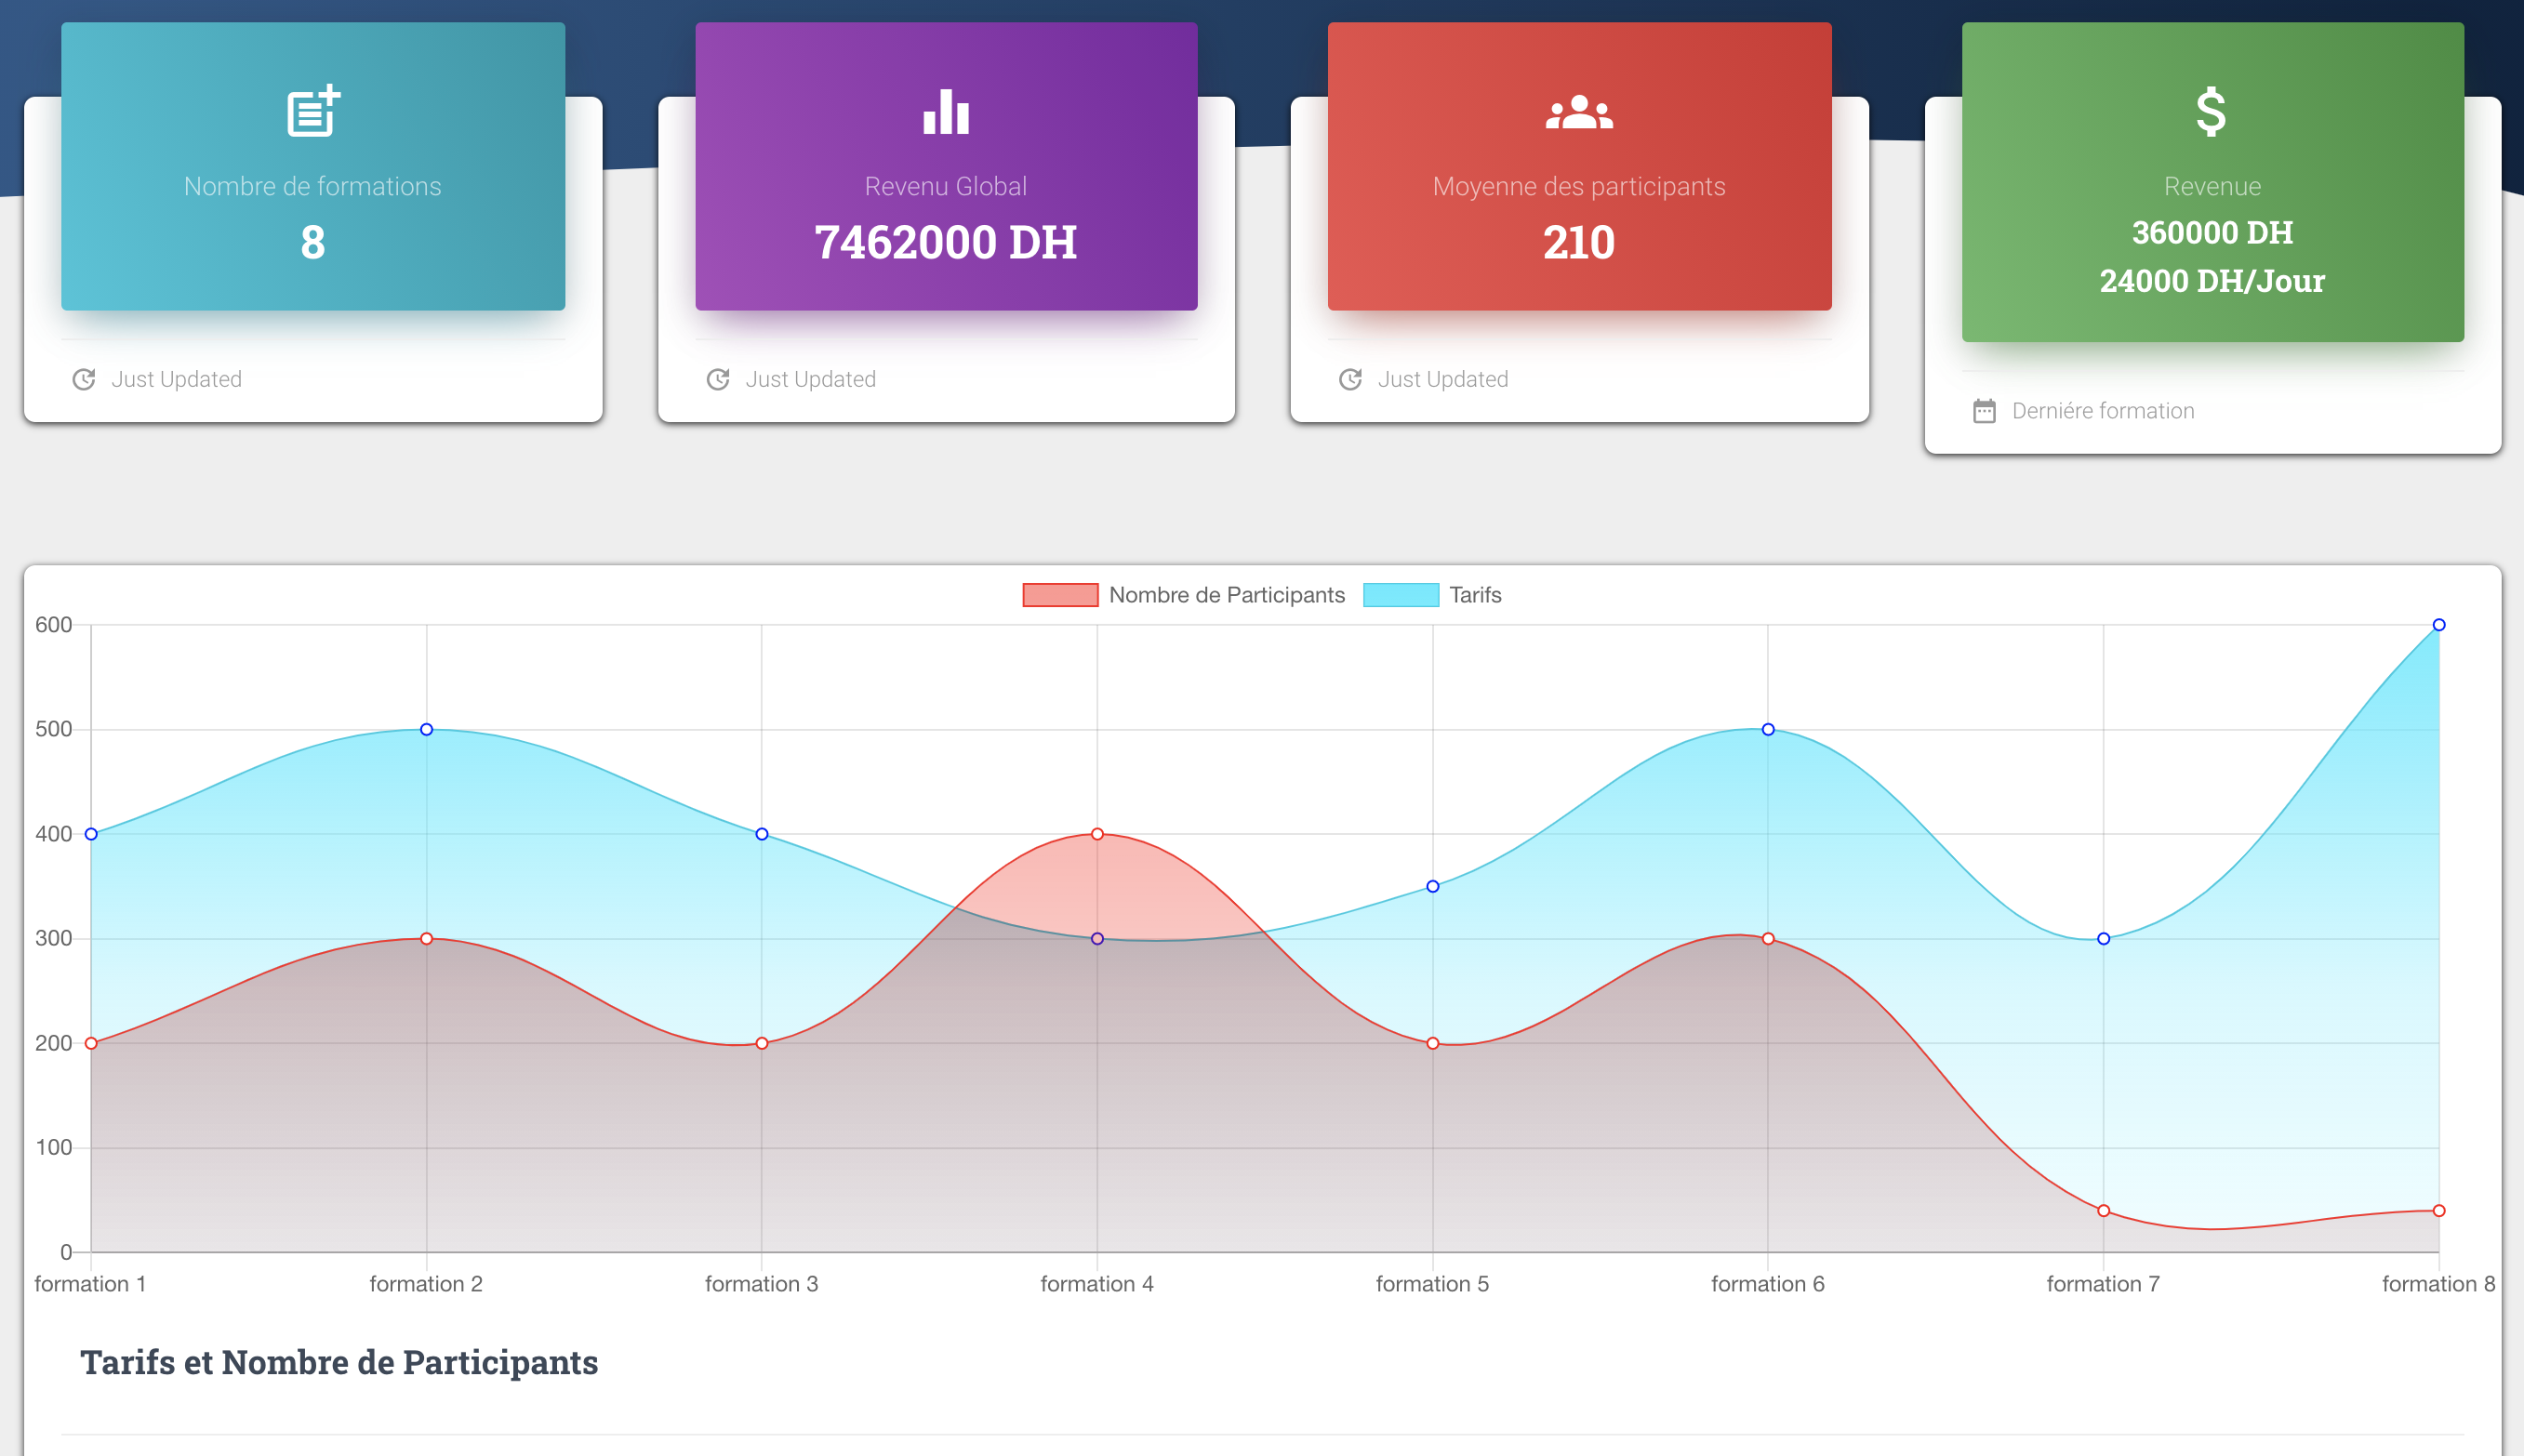 Nombre de formations
8
Just Updated
Revenu Global
7462000 DH
Just Updated
Moyenne des participants
210
Just Updated
Revenue
360000 DH
24000 DH/Jour
Derniére formation
Nombre de Participants
Tarifs
600
500
400
300
200
100
0
formation 1
formation 2
formation 3
formation 4
formation 5
formation 6
formation 7
formation 8
Tarifs et Nombre de Participants